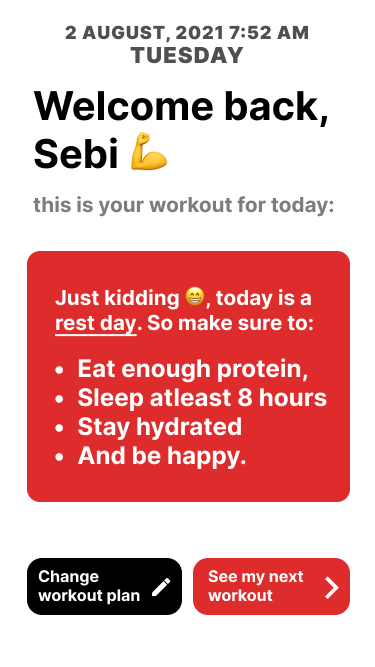 2 AUGUST, 2021 7:52 AM
TUESDAY
Welcome back,
Sebi 💪
this is your workout for today:
Just kidding 😁, today is a
rest day. So make sure to:
• Eat enough protein,
• Sleep atleast 8 hours
• Stay hydrated
• And be happy.
Change
workout plan
See my next
workout